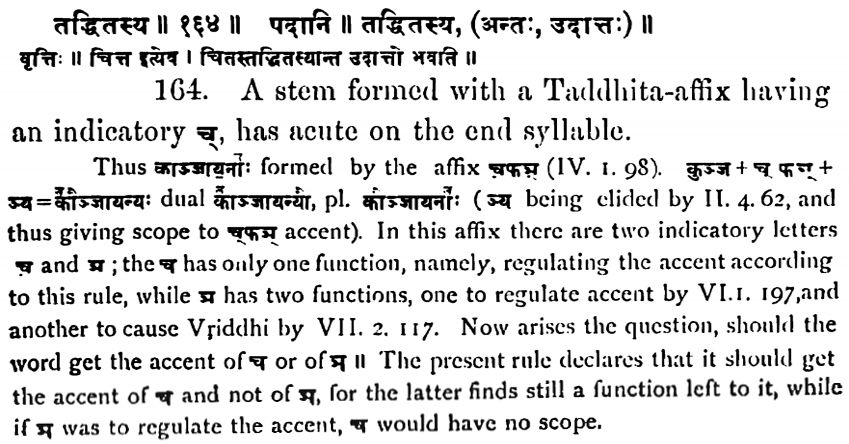 तद्धितस्य ॥ १६४ ॥ पदानि ॥ तद्धितस्य, (अन्तः, उदात्तः) ॥
वृत्तिः ॥ चित इत्येव । चितस्तद्धितस्यान्त उदात्तो भवति ॥
164. A stem formed with a Taddhita-affix having
an indicatory च्, has acute on the end syllable.
Thus formed by the affix च्फञ् (IV. 1. 98). कुञ्ज + च् फञ् +
ञ्य= dual pl. ( ञ्य being elided by II. 4. 62, and
thus giving scope to च्फञ् accent). In this affix there are two indicatory letters
च and ञ ; the च has only one function, namely, regulating the accent according
to this rule, while ञ has two functions, one to regulate accent by VI.1. 197,and
another to cause Vṛiddhi by VII. 2. 117. Now arises the question, should the
word get the accent of च or of ञ ॥ The present rule declares that it should get
the accent of च and not of ञ्, for the latter finds still a function left to it, while
if ञ was to regulate the accent, च would have no scope.